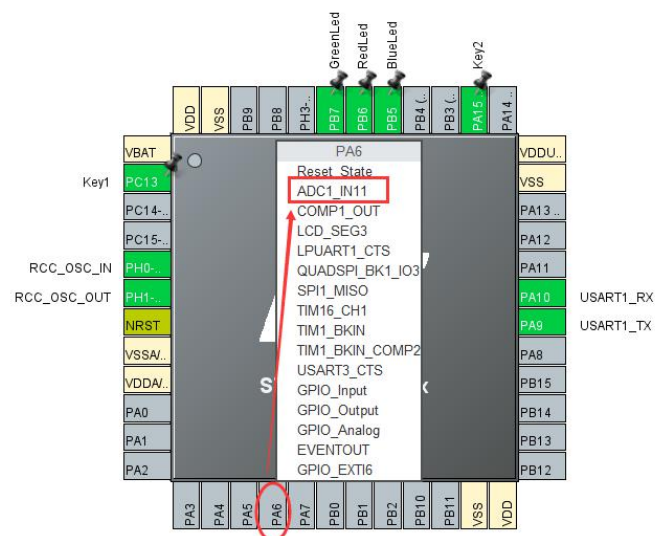 GreenLed
RedLed
BlueLed
Key2
VDD
VSS
PB9
PB8
PH3-..
PB7
PB6
PB5
PB4 (..
PB3 (..
PA15 ..
PA14..
VBAT
Key1 PC13
PC14-..
PC15-..
RCC_OSC_IN PH0-..
RCC_OSC_OUT PH1-..
NRST
VSSA/..
VDDA/..
PA0
PA1
PA2
PA6
Reset_State
ADC1_IN11
COMP1_OUT
LCD_SEG3
LPUART1_CTS
QUADSPI_BK1_IO3
SPI1_MISO
TIM16_CH1
TIM1_BKIN
TIM1_BKIN_COMP2
USART3_CTS
GPIO_Input
GPIO_Output
GPIO_Analog
EVENTOUT
GPIO_EXTI6
VDDU..
VSS
PA13 ..
PA12
PA11
PA10 USART1_RX
PA9 USART1_TX
PA8
PB15
PB14
PB13
PB12
PA3
PA4
PA5
PA6
PA7
PB0
PB1
PB2
PB10
PB11
VSS
VDD